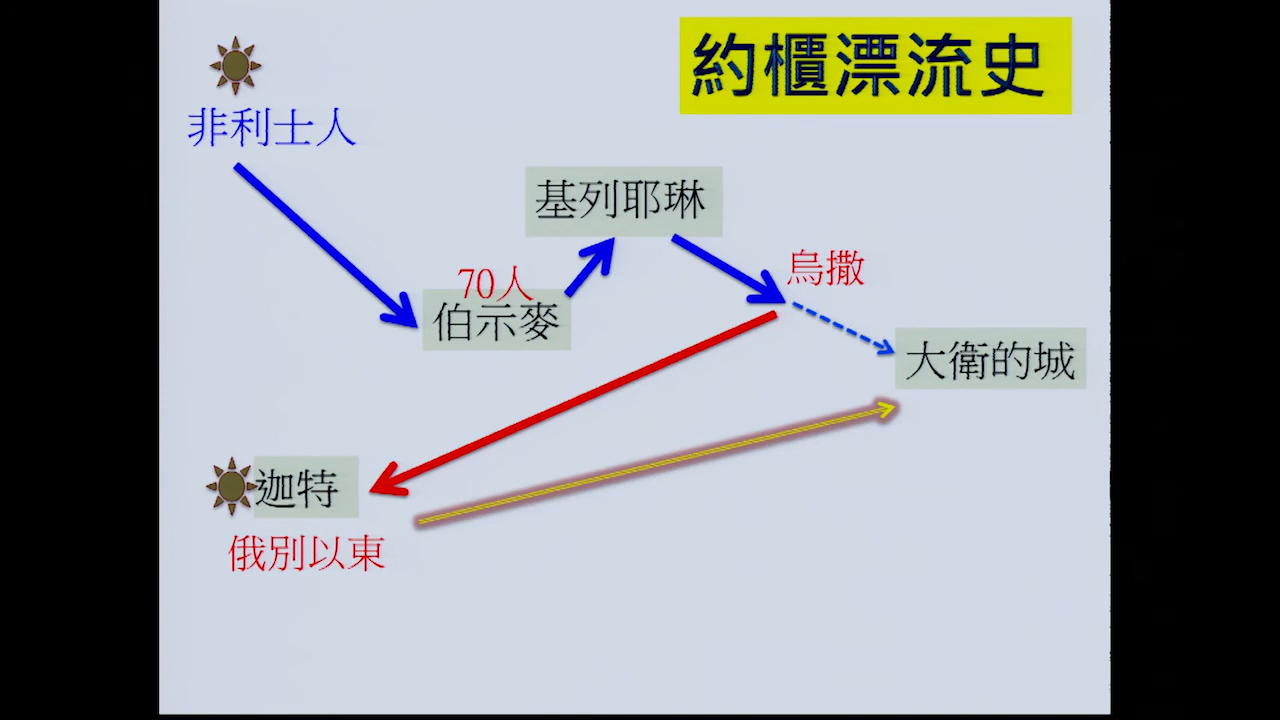 約櫃漂流史
非利士人
基列耶琳
烏撒
70人
伯示麥
大衛的城
迦特
俄別以東